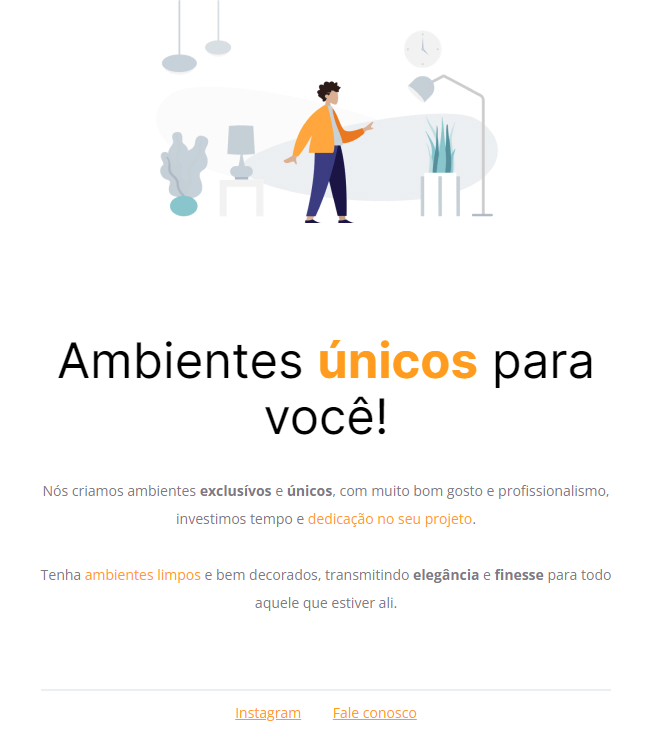 Ambientes únicos para
você!
Nós criamos ambientes exclusívos e únicos, com muito bom gosto e profissionalismo,
investimos tempo e dedicação no seu projeto.
Tenha ambientes limpos e bem decorados, transmitindo elegância e finesse para todo
aquele que estiver ali.
Instagram Fale conosco